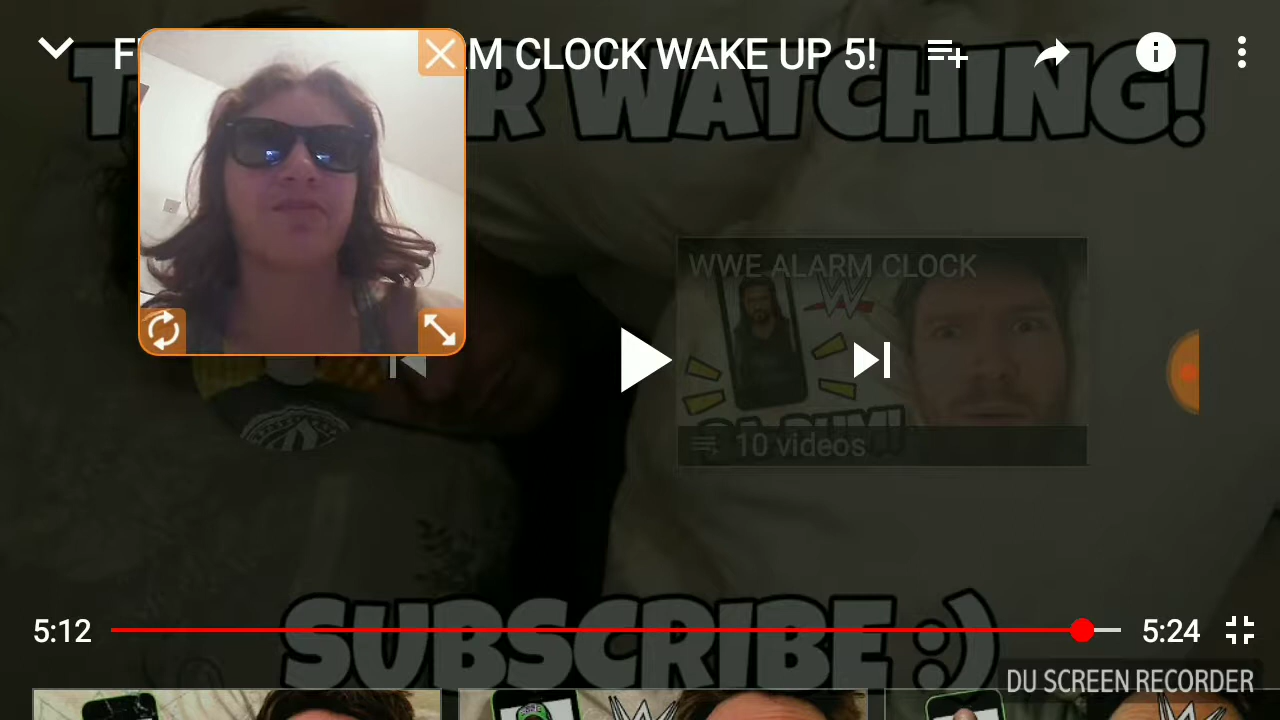 F M CLOCK WAKE UP 5!
T R WATCHING!
WWE ALARM CLOCK
10 videos
SUBSCRIBE :)
5:12
5:24
DU SCREEN RECORDER